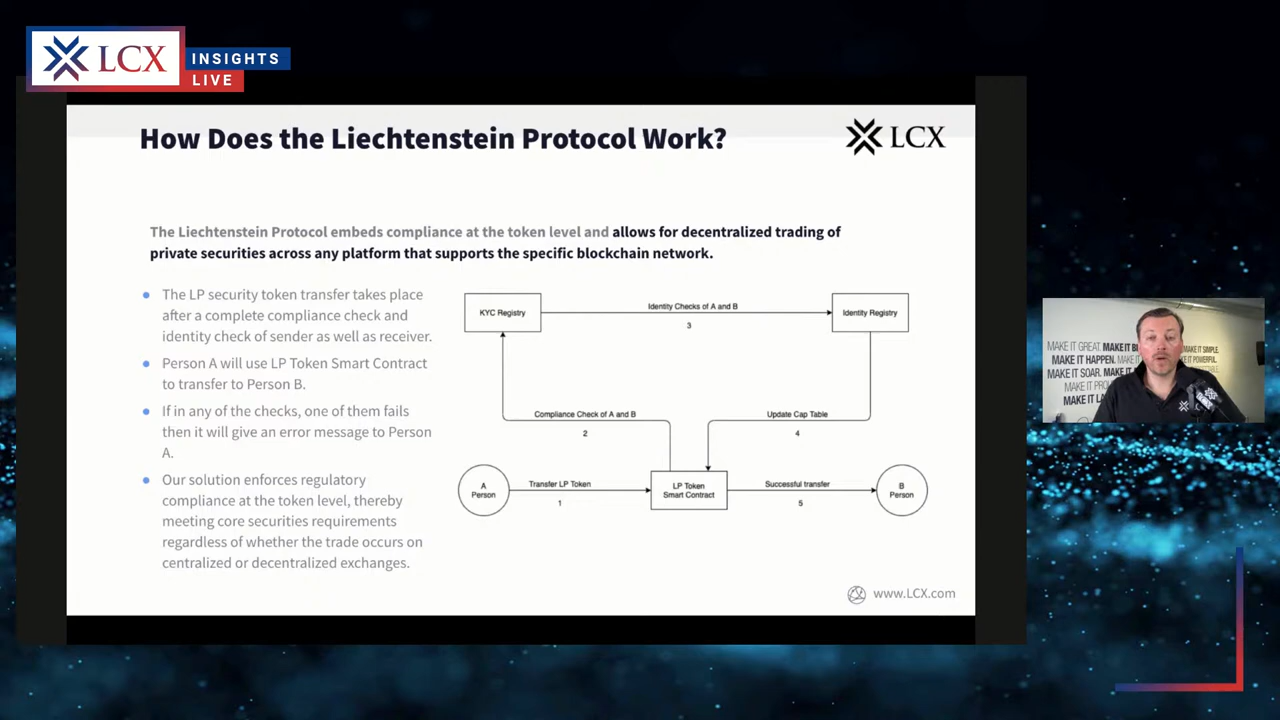 LCX
INSIGHTS
LIVE
How Does the Liechtenstein Protocol Work?
LCX
The Liechtenstein Protocol embeds compliance at the token level and allows for decentralized trading of
private securities across any platform that supports the specific blockchain network.
The LP security token transfer takes place
after a complete compliance check and
identity check of sender as well as receiver.
Person A will use LP Token Smart Contract
to transfer to Person B.
If in any of the checks, one of them fails
then it will give an error message to Person
A.
Our solution enforces regulatory
compliance at the token level, thereby
meeting core securities requirements
regardless of whether the trade occurs on
centralized or decentralized exchanges.
KYC Registry
Identity Checks of A and B
3
Identity Registry
Compliance Check of A and B
2
Update Cap Table
4
A
Person
Transfer LP Token
1
LP Token
Smart Contract
Successful transfer
5
B
Person
www.LCX.com
MAKE IT GREAT.
MAKE IT SIMPLE.
MAKE IT HAPPEN. MAKE
POWERFUL.
MAKE IT SOAR.
MAKE IT